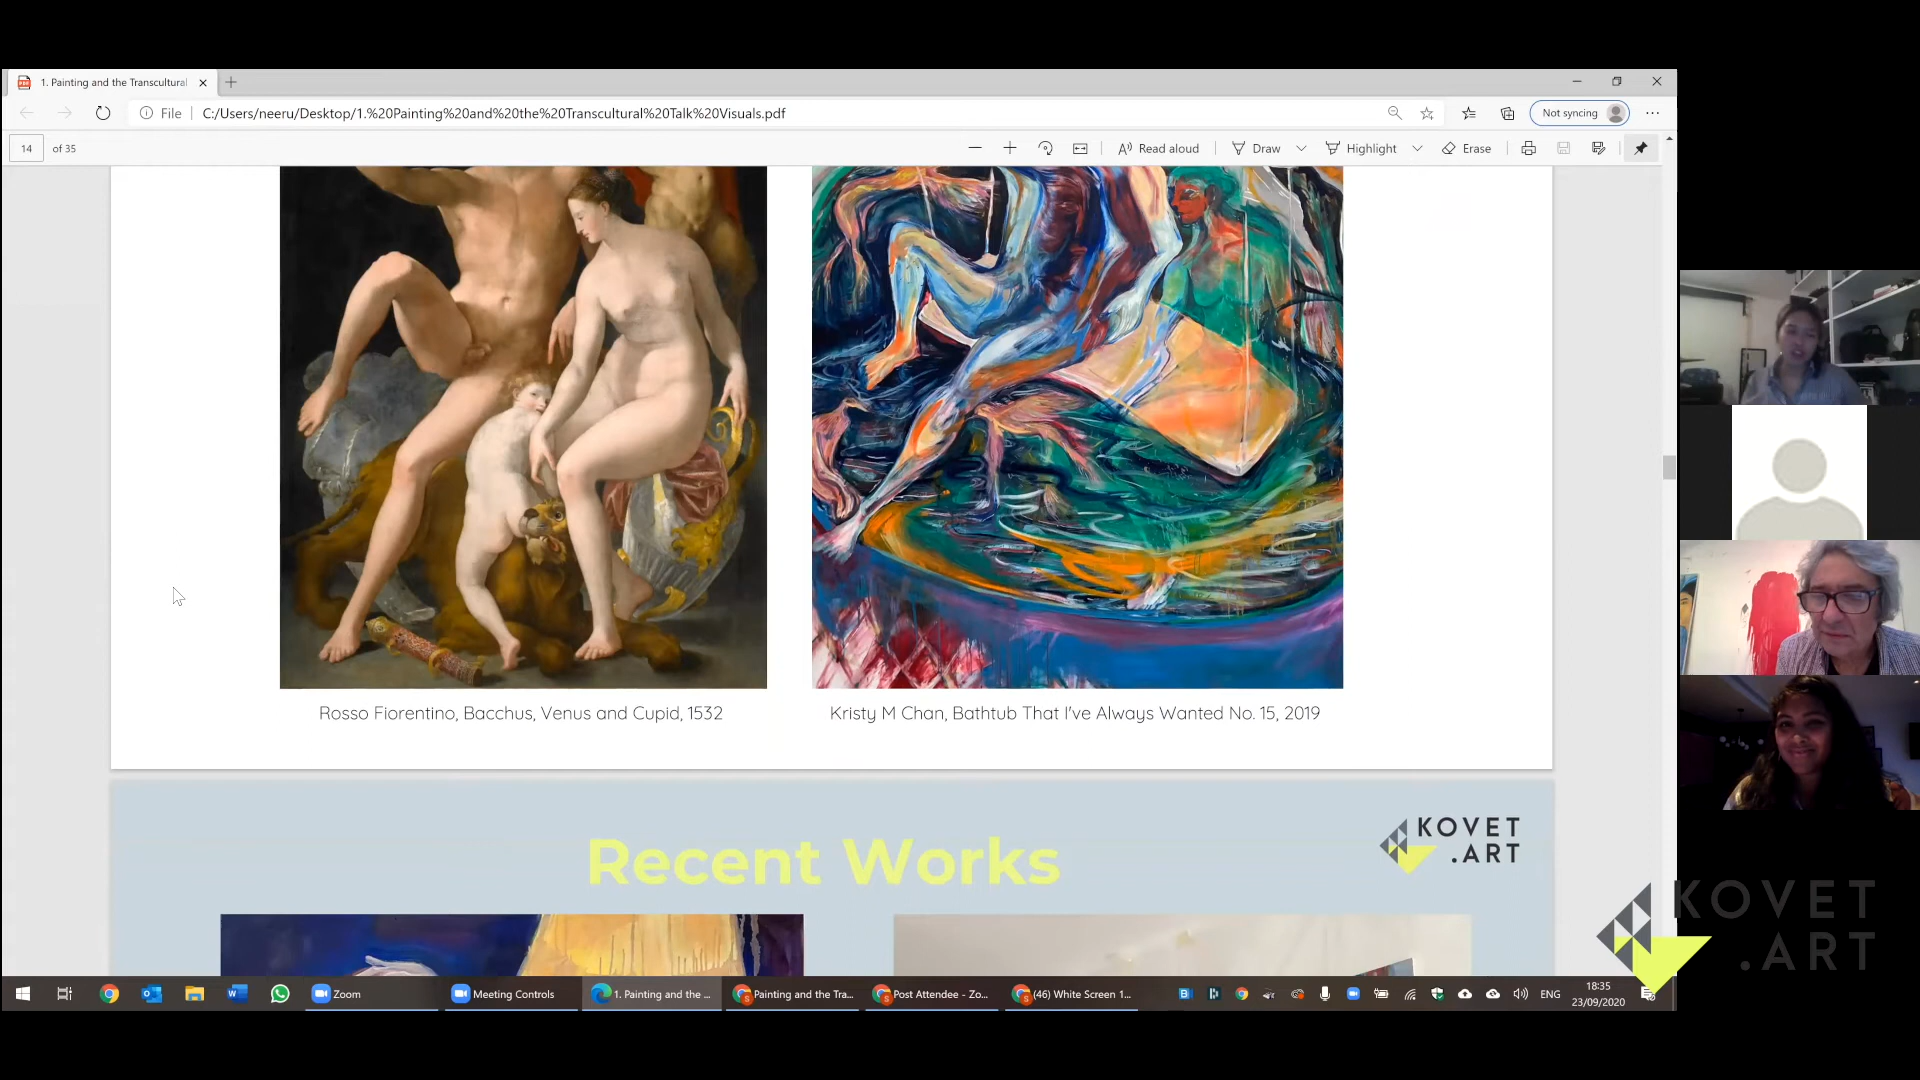 1. Painting and the Transcultural
File
C:/Users/neeru/Desktop/1.%20Painting%20and%20the%20Transcultural%20Talk%20Visuals.pdf
Not syncing
14 of 35
Read aloud
Draw
Highlight
Erase
Rosso Fiorentino, Bacchus, Venus and Cupid, 1532
Kristy M Chan, Bathtub That I've Always Wanted No. 15, 2019
Recent Works
KOVET
.ART
KOVET
.ART
Zoom
Meeting Controls
1. Painting and the ...
Painting and the Tra...
Post Attendee - Zo...
(46) White Screen 1...
ENG
18:35
23/09/2020